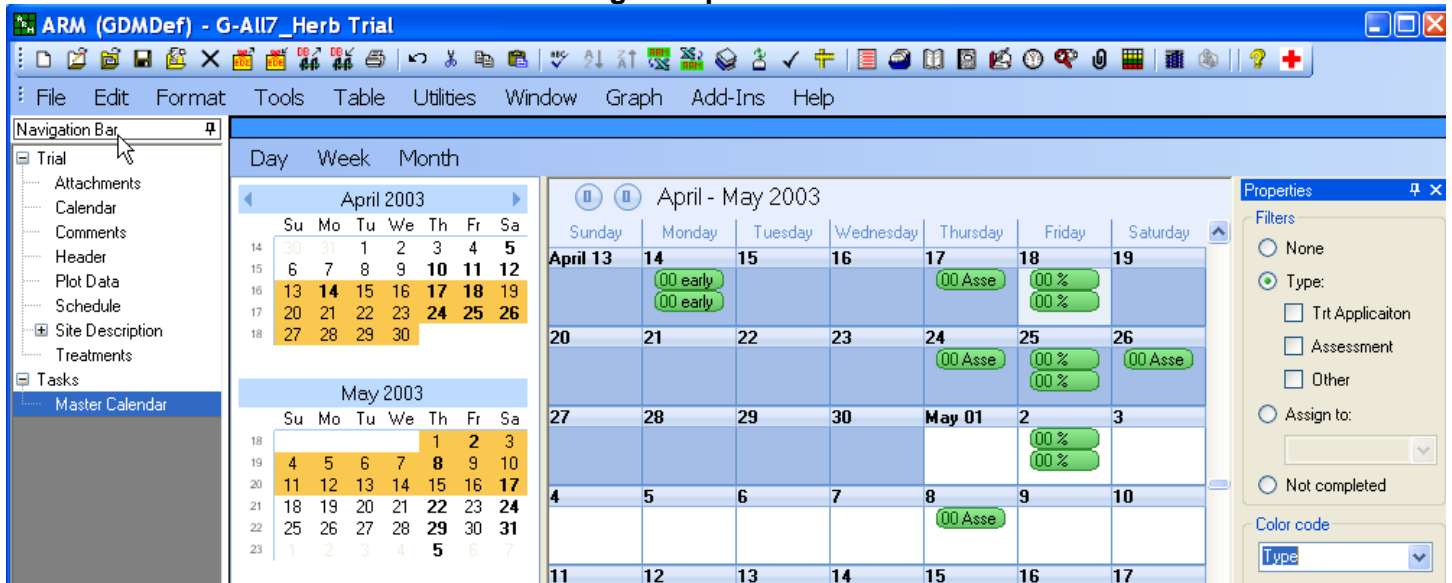 ARM (GDMDef) - G-All7_Herb Trial
File Edit Format Tools Table Utilities Window Graph Add-Ins Help
Navigation Bar
Trial
Attachments
Calendar
Comments
Header
Plot Data
Schedule
Site Description
Treatments
Tasks
Master Calendar
Day Week Month
April 2003
Su Mo Tu We Th Fr Sa
14 30 31 1 2 3 4 5
15 6 7 8 9 10 11 12
16 13 14 15 16 17 18 19
17 20 21 22 23 24 25 26
18 27 28 29 30
May 2003
Su Mo Tu We Th Fr Sa
18 1 2 3
19 4 5 6 7 8 9 10
20 11 12 13 14 15 16 17
21 18 19 20 21 22 23 24
22 25 26 27 28 29 30 31
23 1 2 3 4 5 6 7
April - May 2003
Sunday Monday Tuesday Wednesday Thursday Friday Saturday
April 13 14 15 16 17 18 19
00 early 00 Asse 00 %
00 early 00 %
20 21 22 23 24 25 26
00 Asse 00 % 00 Asse
00 %
27 28 29 30 May 01 2 3
00 %
00 %
4 5 6 7 8 9 10
00 Asse
11 12 13 14 15 16 17
Properties
Filters
None
Type:
Trt Applicaiton
Assessment
Other
Assign to:
Not completed
Color code
Type